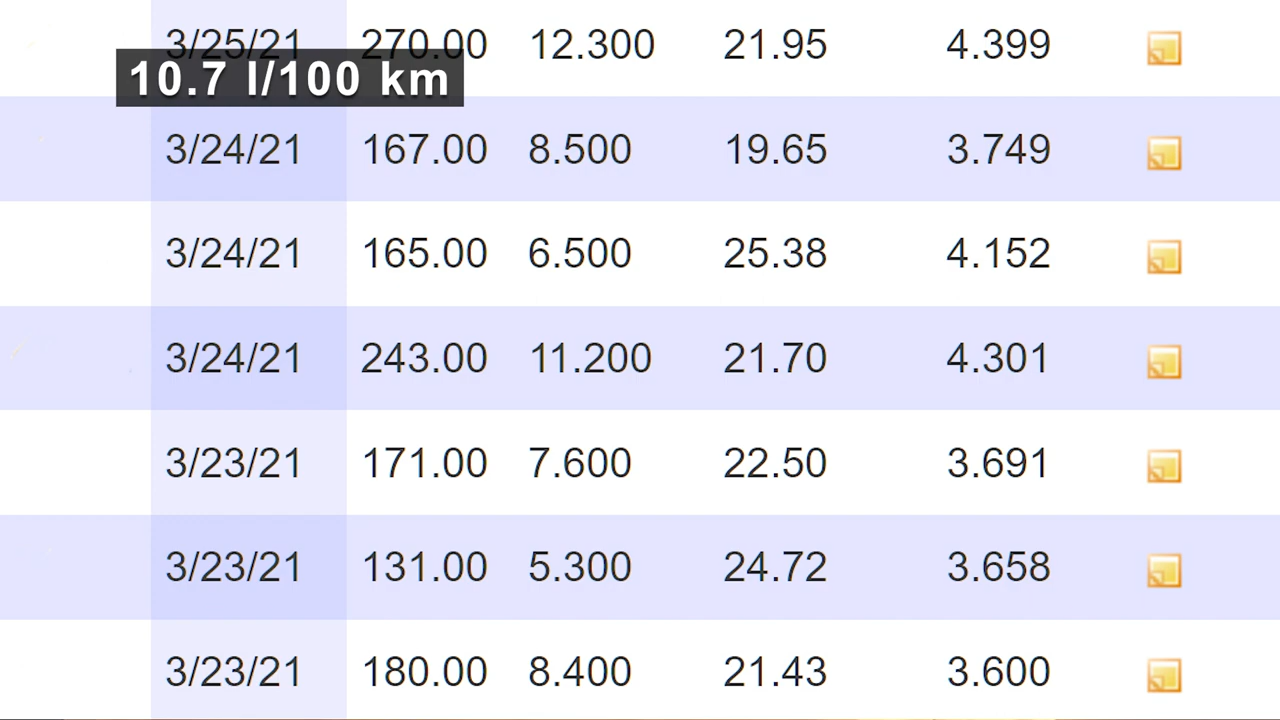 3/25/21 270.00 12.300 21.95 4.399
10.7 l/100 km
3/24/21 167.00 8.500 19.65 3.749
3/24/21 165.00 6.500 25.38 4.152
3/24/21 243.00 11.200 21.70 4.301
3/23/21 171.00 7.600 22.50 3.691
3/23/21 131.00 5.300 24.72 3.658
3/23/21 180.00 8.400 21.43 3.600